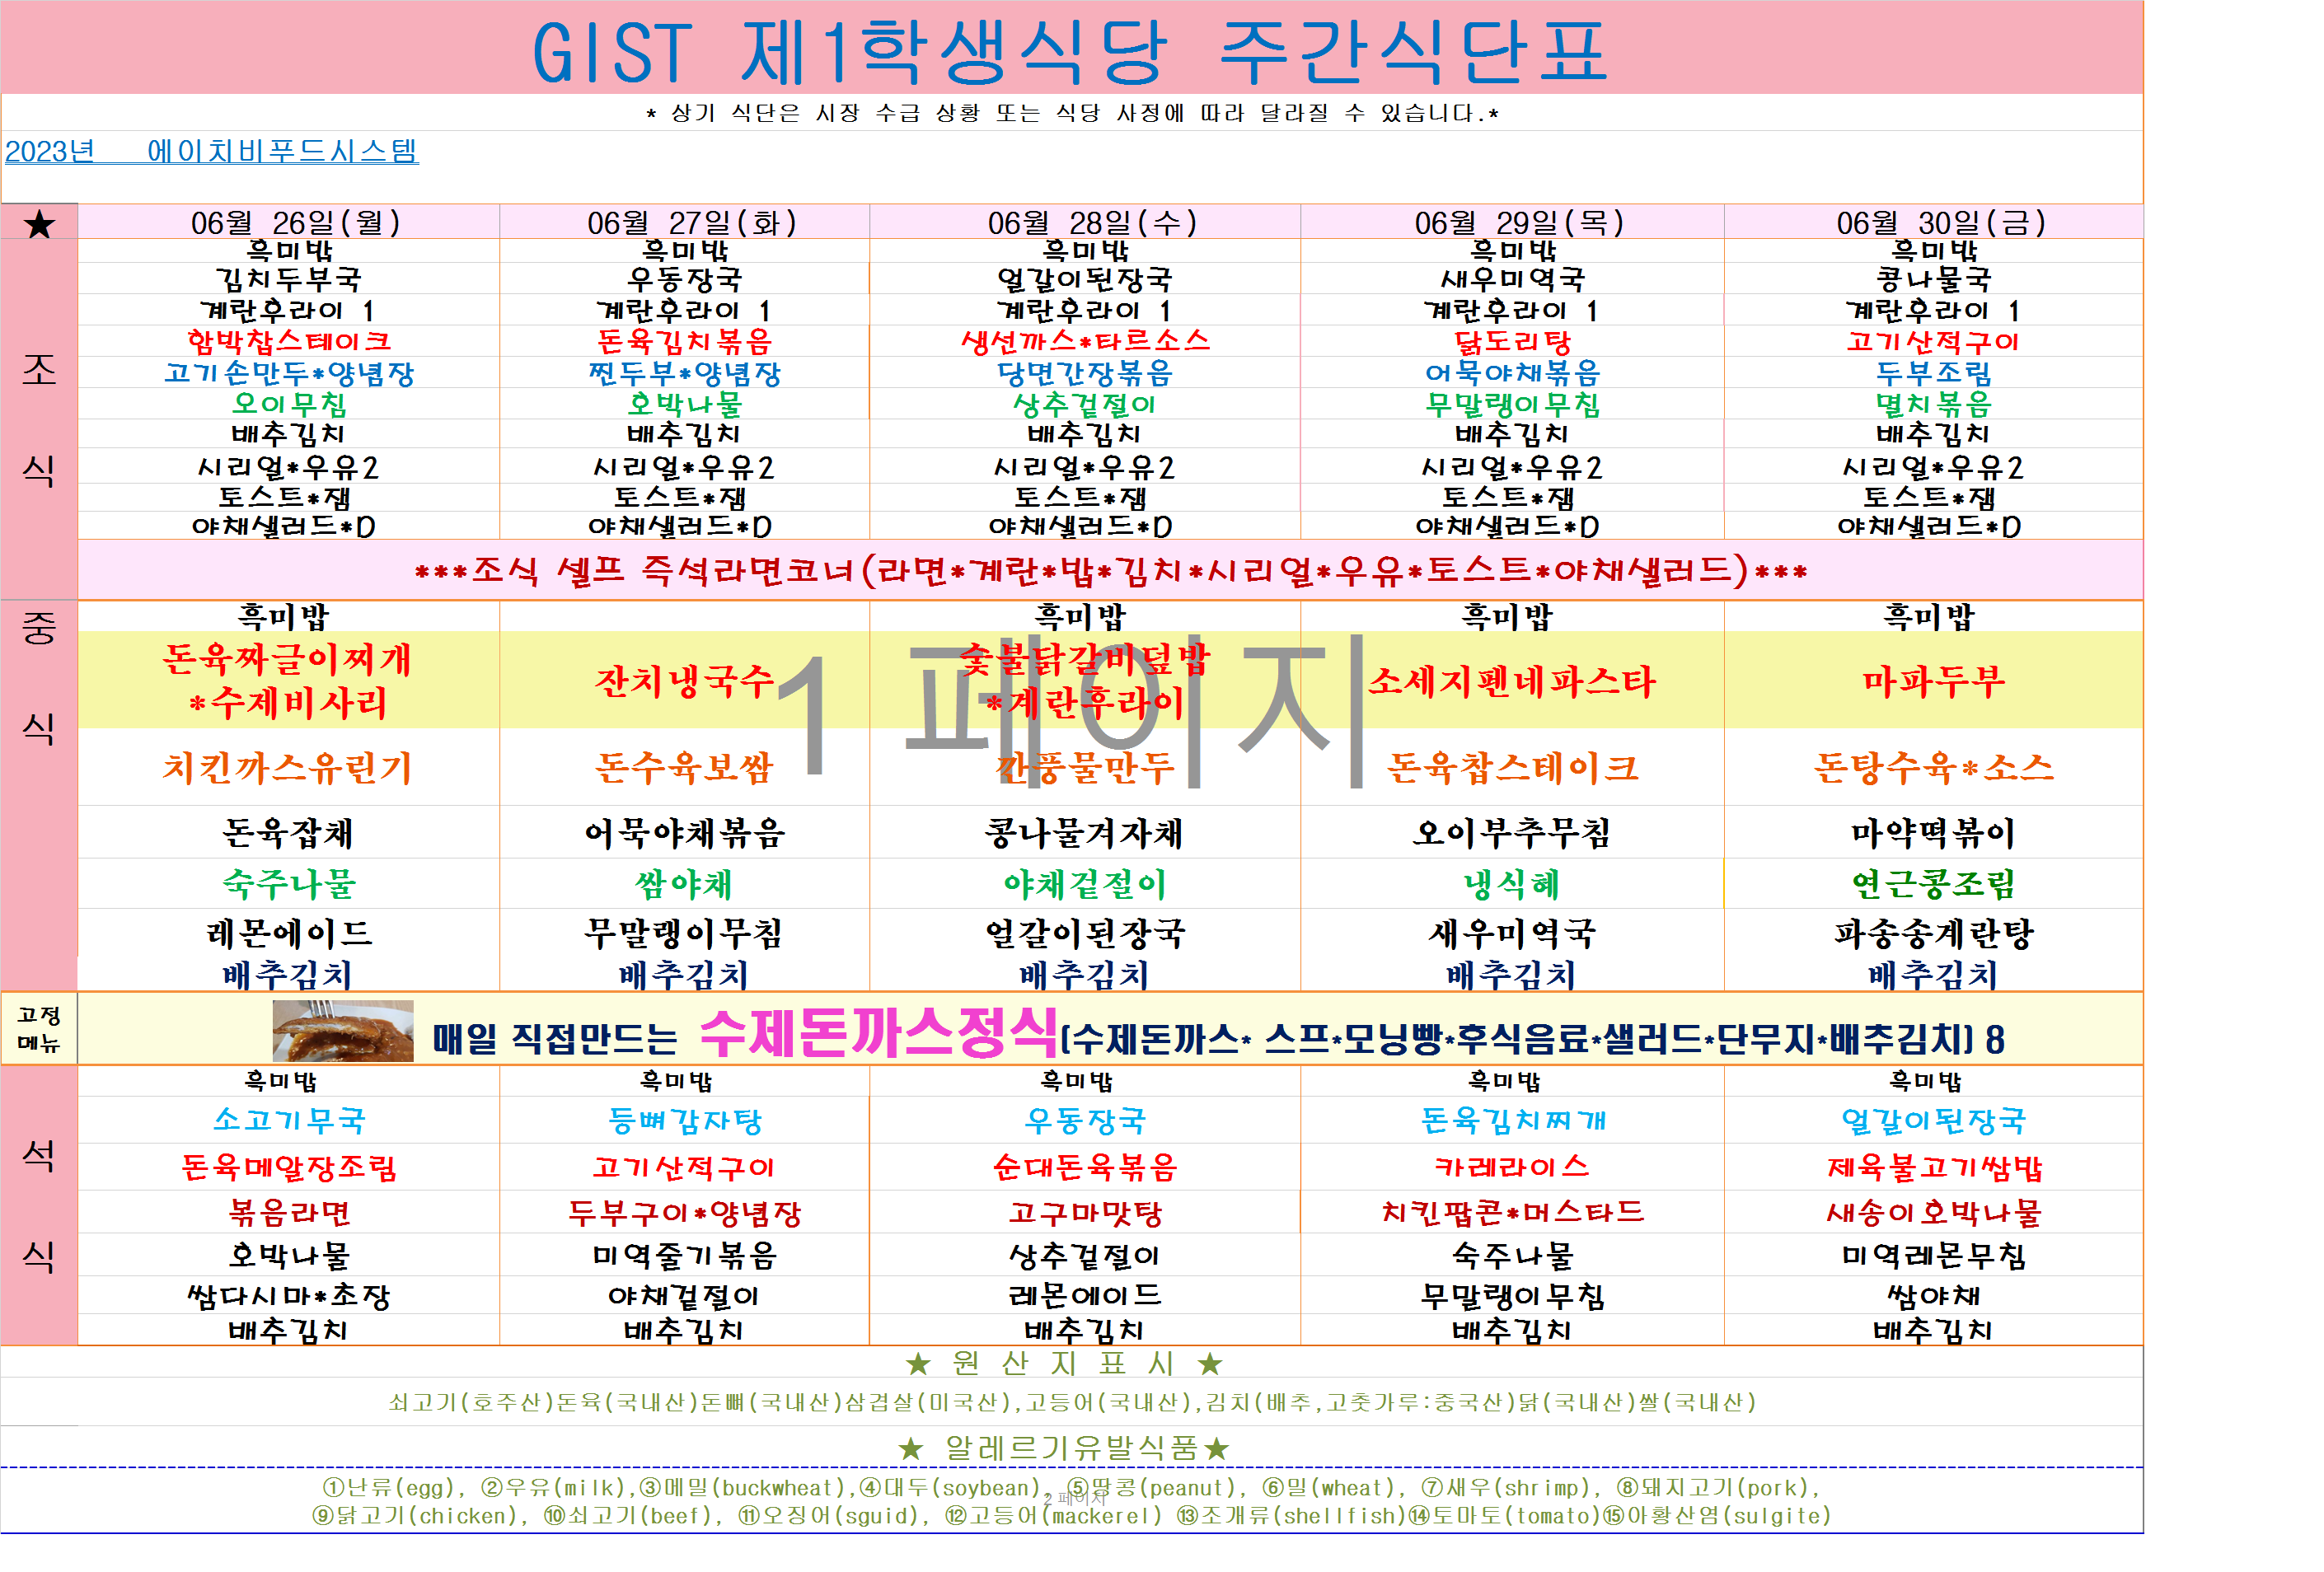 GIST 제1학생식당 주간식단표
* 상기 식단은 시장 수급 상황 또는 식당 사정에 따라 달라질 수 있습니다.*
2023년 에이치비푸드시스템
★ 06월 26일(월) 06월 27일(화) 06월 28일(수) 06월 29일(목) 06월 30일(금)
조 식
흑미밥 흑미밥 흑미밥 흑미밥 흑미밥
김치두부국 우동장국 얼갈이된장국 새우미역국 콩나물국
계란후라이 1 계란후라이 1 계란후라이 1 계란후라이 1 계란후라이 1
함박찹스테이크 돈육김치볶음 생선까스*타르소스 닭도리탕 고기산적구이
고기손만두*양념장 찐두부*양념장 당면간장볶음 어묵야채볶음 두부조림
오이무침 호박나물 상추겉절이 무말랭이무침 멸치볶음
배추김치 배추김치 배추김치 배추김치 배추김치
시리얼*우유2 시리얼*우유2 시리얼*우유2 시리얼*우유2 시리얼*우유2
토스트*잼 토스트*잼 토스트*잼 토스트*잼 토스트*잼
야채샐러드*D 야채샐러드*D 야채샐러드*D 야채샐러드*D 야채샐러드*D
***조식 셀프 즉석라면코너(라면*계란*밥*김치*시리얼*우유*토스트*야채샐러드)***
중 식
흑미밥 흑미밥 흑미밥 흑미밥
돈육짜글이찌개 *수제비사리 잔치냉국수 숯불닭갈비덮밥 *계란후라이 소세지펜네파스타 마파두부
1 페이지
치킨까스유린기 돈수육보쌈 깐풍물만두 돈육찹스테이크 돈탕수육*소스
돈육잡채 어묵야채볶음 콩나물겨자채 오이부추무침 마약떡볶이
숙주나물 쌈야채 야채겉절이 냉식혜 연근콩조림
레몬에이드 무말랭이무침 얼갈이된장국 새우미역국 파송송계란탕
배추김치 배추김치 배추김치 배추김치 배추김치
고정 메뉴
매일 직접만드는 수제돈까스정식(수제돈까스* 스프*모닝빵*후식음료*샐러드*단무지*배추김치) 8
석 식
흑미밥 흑미밥 흑미밥 흑미밥 흑미밥
소고기무국 등뼈감자탕 우동장국 돈육김치찌개 얼갈이된장국
돈육메알장조림 고기산적구이 순대돈육볶음 카레라이스 제육불고기쌈밥
볶음라면 두부구이*양념장 고구마맛탕 치킨팝콘*머스타드 새송이호박나물
호박나물 미역줄기볶음 상추겉절이 숙주나물 미역레몬무침
쌈다시마*초장 야채겉절이 레몬에이드 무말랭이무침 쌈야채
배추김치 배추김치 배추김치 배추김치 배추김치
★ 원 산 지 표 시 ★
쇠고기(호주산)돈육(국내산)돈뼈(국내산)삼겹살(미국산),고등어(국내산),김치(배추,고춧가루:중국산)닭(국내산)쌀(국내산)
★ 알레르기유발식품★
①난류(egg), ②우유(milk),③메밀(buckwheat),④대두(soybean), ⑤땅콩(peanut), ⑥밀(wheat), ⑦새우(shrimp), ⑧돼지고기(pork),
2 페이지
⑨닭고기(chicken), ⑩쇠고기(beef), ⑪오징어(sguid), ⑫고등어(mackerel) ⑬조개류(shellfish)⑭토마토(tomato)⑮아황산염(sulgite)